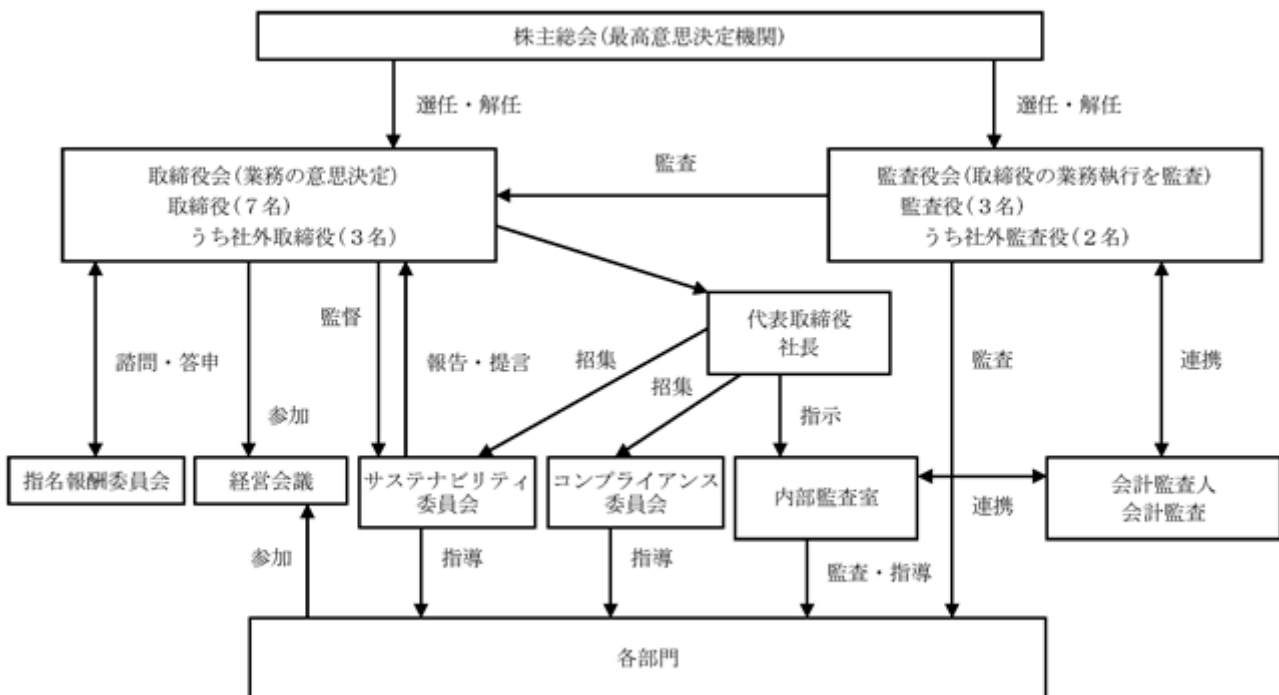 株主総会(最高意思決定機関)
選任・解任
選任・解任
取締役会(業務の意思決定)
取締役(7名)
うち社外取締役(3名)
監査
監査役会(取締役の業務執行を監査)
監査役(3名)
うち社外監査役(2名)
代表取締役
社長
諮問・答申
参加
監督
報告・提言
招集
招集
指示
監査
連携
指名報酬委員会
経営会議
サステナビリティ
委員会
コンプライアンス
委員会
内部監査室
連携
会計監査人
会計監査
参加
指導
指導
監査・指導
各部門